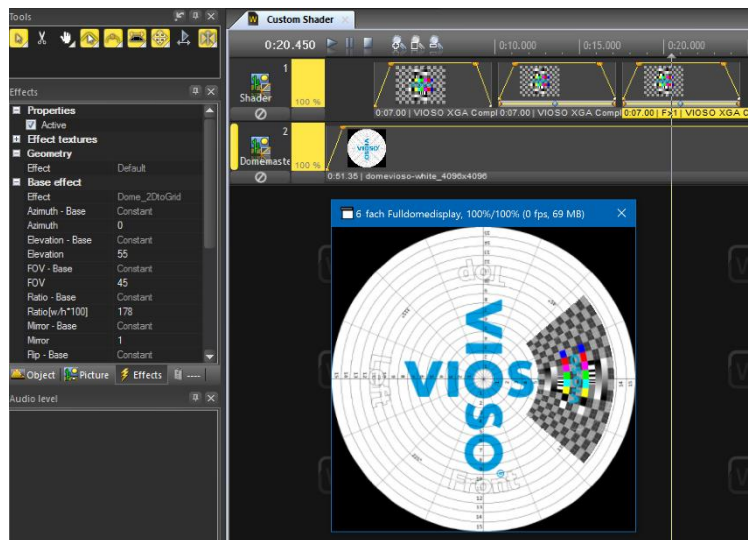 Tools
W Custom Shader
0:20.450
0:10.000
0:15.000
0:20.000
Effects
Properties
Active
Effect textures
Geometry
Effect Default
Base effect
Effect Dome_2DtoGrid
Azimuth - Base Constant
Azimuth 0
Elevation - Base Constant
Elevation 55
FOV - Base Constant
FOV 45
Ratio - Base Constant
Ratio[w/h*100] 178
Mirror - Base Constant
Mirror 1
Flip - Base Constant
Object Picture Effects ----
Audio level
1
Shader
100 %
0:07.00 | VIOSO XGA Compl
0:07.00 | VIOSO XGA Compl
0:07.00 | Fx1 | VIOSO XGA C
2
Domemaste
100 %
VIOSO
0:51.35 | domevioso-white_4096x4096
6 fach Fulldomedisplay, 100%/100% (0 fps, 69 MB)
Top
Left
VIOSO
VIOSO
Front